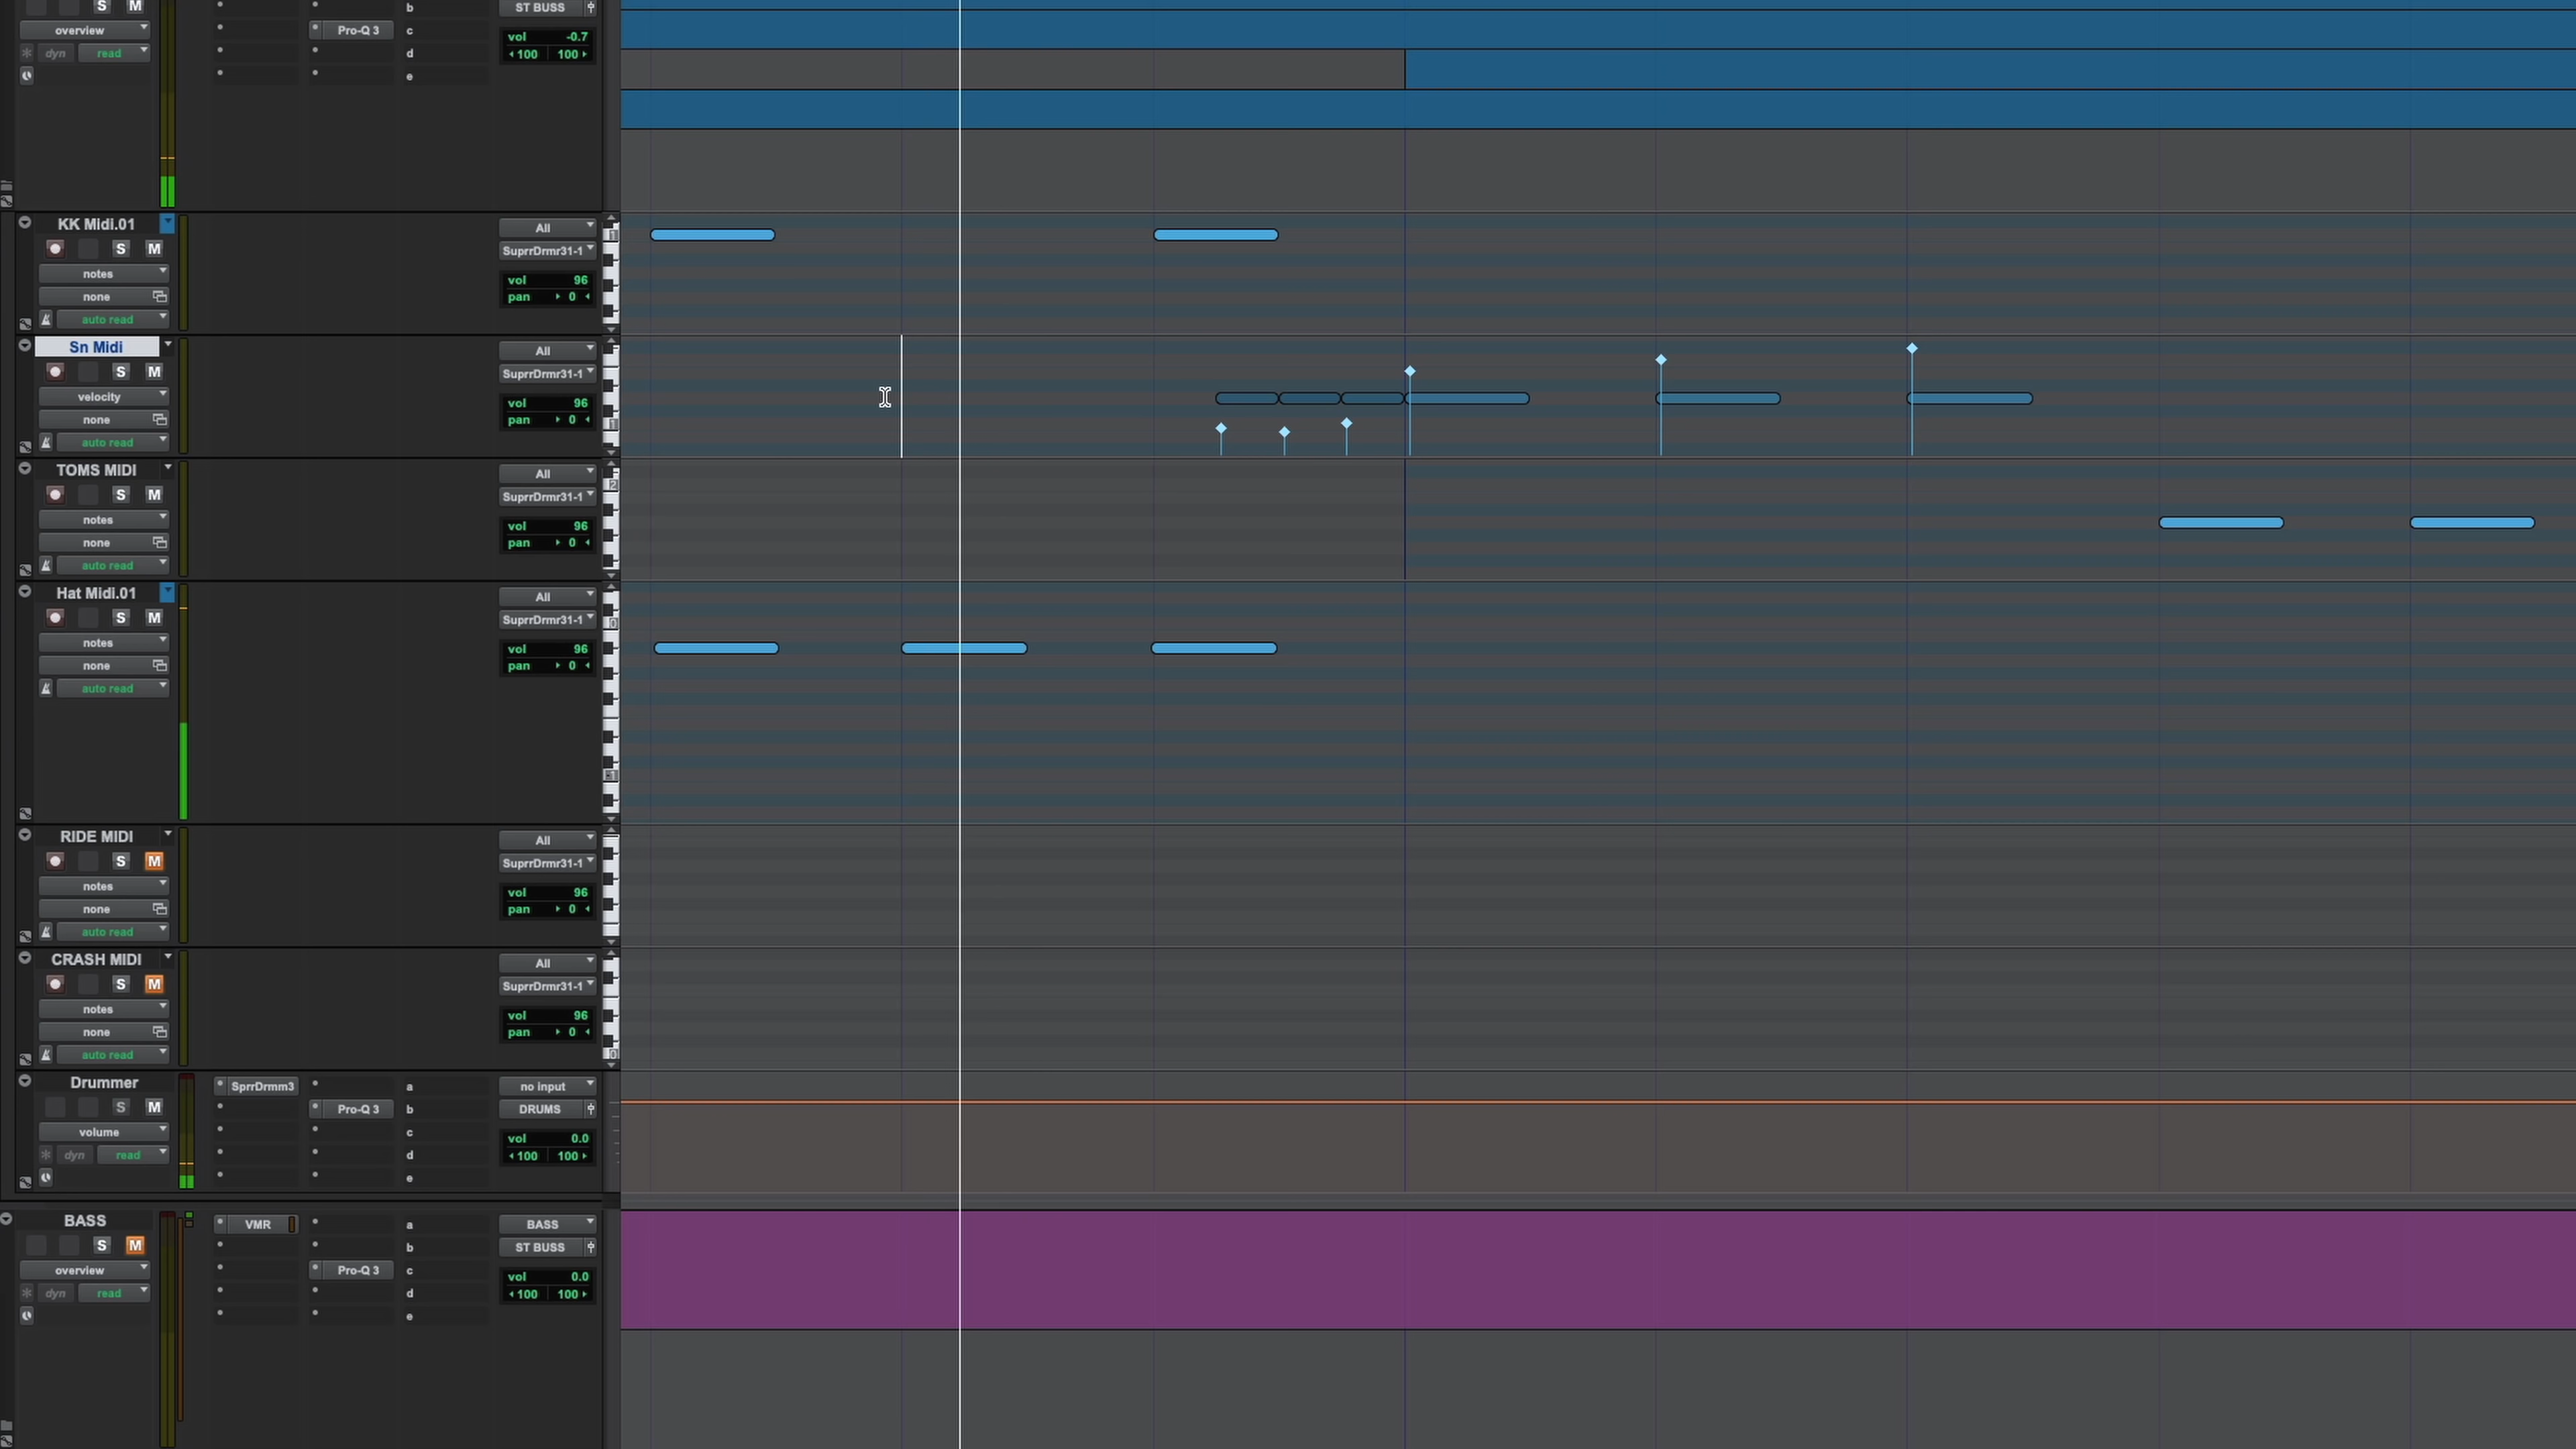 S M b ST BUSS
overview Pro-Q 3 c vol -0.7
dyn read d 100 100
e
KK Midi.01 All
S M SuprrDrmr31-1
notes vol 96
none pan 0
auto read
Sn Midi All
S M SuprrDrmr31-1
velocity vol 96
none pan 0
auto read
TOMS MIDI All
S M SuprrDrmr31-1
notes vol 96
none pan 0
auto read
Hat Midi.01 All
S M SuprrDrmr31-1
notes vol 96
none pan 0
auto read
RIDE MIDI All
S M SuprrDrmr31-1
notes vol 96
none pan 0
auto read
CRASH MIDI All
S M SuprrDrmr31-1
notes vol 96
none pan 0
auto read
Drummer SprrDrmm3 a no input
S M Pro-Q 3 b DRUMS
volume c vol 0.0
dyn read d 100 100
e
BASS VMR a BASS
S M b ST BUSS
overview Pro-Q 3 c vol 0.0
dyn read d 100 100
e